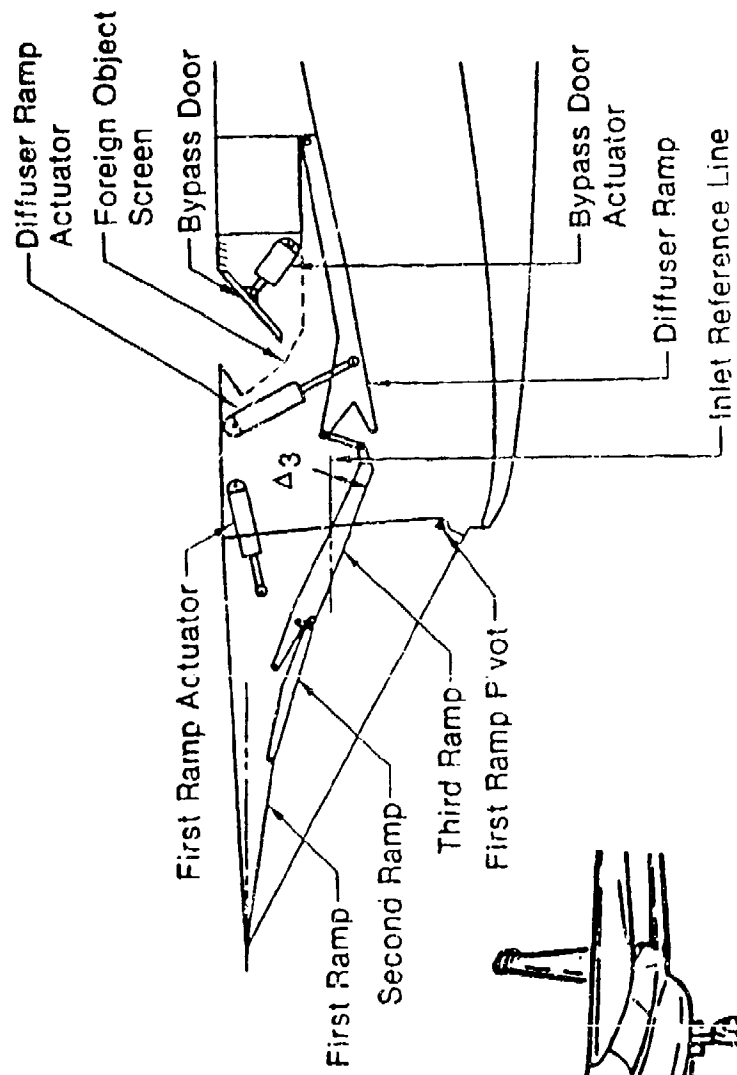 Diffuser Ramp
Actuator
Foreign Object
Screen
Bypass Door
First Ramp Actuator
Δ3
First Ramp
Second Ramp
Third Ramp
First Ramp Pivot
Bypass Door
Actuator
Diffuser Ramp
Inlet Reference Line